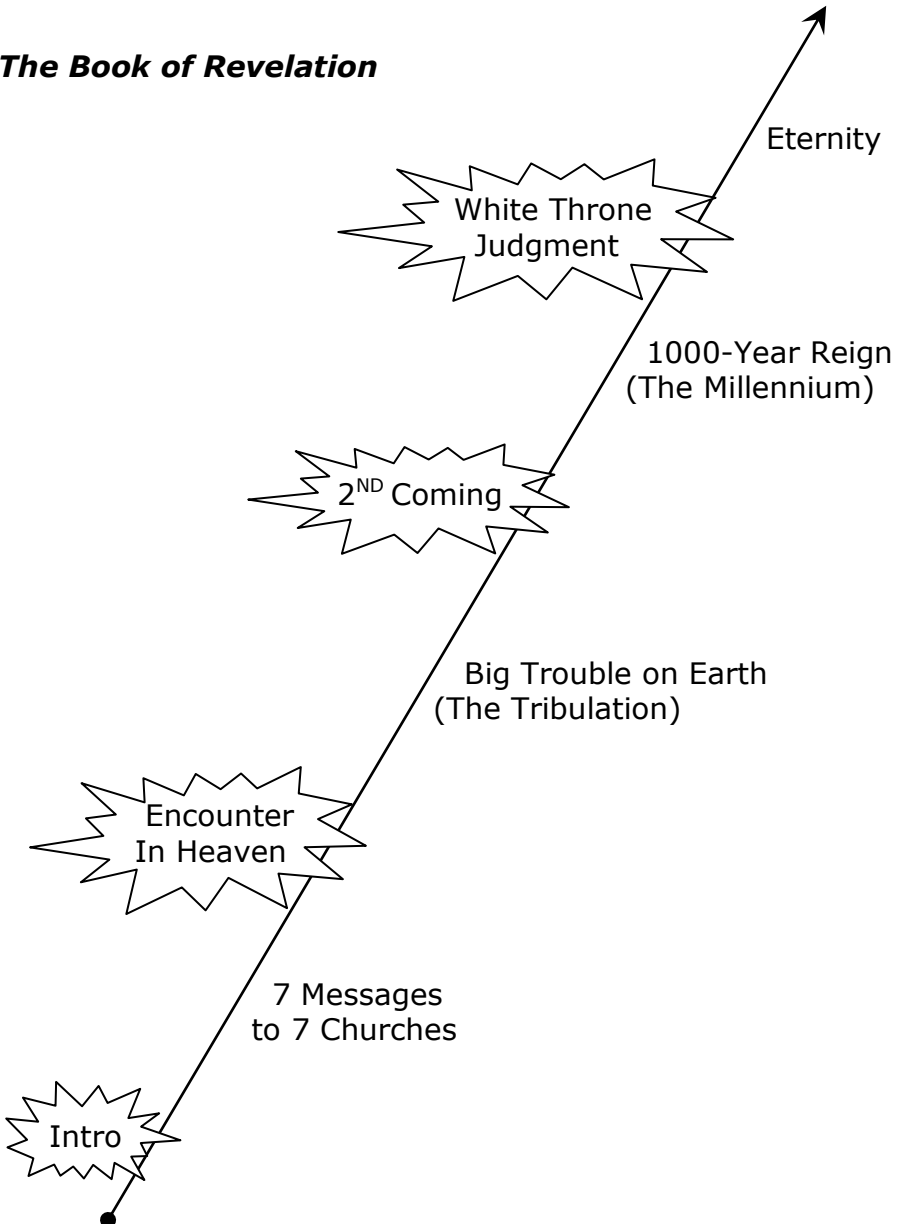 The Book of Revelation
Eternity
White Throne
Judgment
1000-Year Reign
(The Millennium)
2ND Coming
Big Trouble on Earth
(The Tribulation)
Encounter
In Heaven
7 Messages
to 7 Churches
Intro